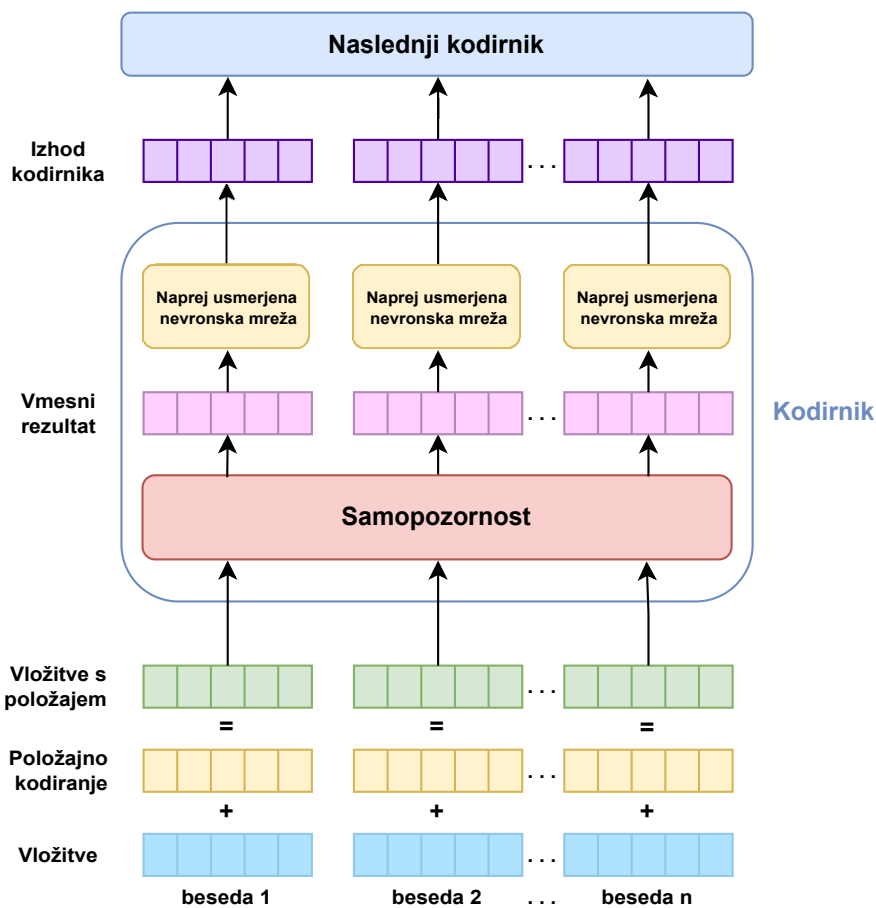 Naslednji kodirnik
Izhod
kodirnika
. . .
Naprej usmerjena
nevronska mreža
Naprej usmerjena
nevronska mreža
Naprej usmerjena
nevronska mreža
Vmesni
rezultat
. . .
Kodirnik
Samopozornost
Vložitve s
položajem
. . .
= = =
Položajno
kodiranje
. . .
+ + +
Vložitve
. . .
beseda 1 beseda 2 . . . beseda n